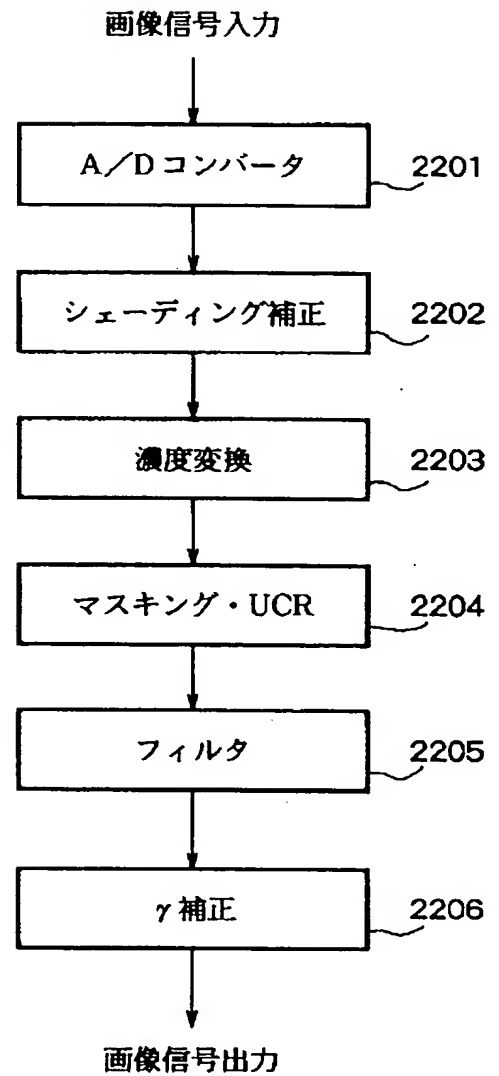 画像信号入力
A／Dコンバータ 2201
シェーディング補正 2202
濃度変換 2203
マスキング・UCR 2204
フィルタ 2205
γ補正 2206
画像信号出力